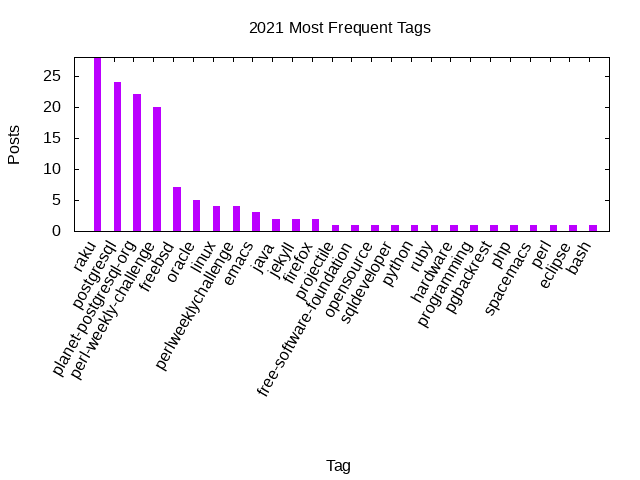 2021 Most Frequent Tags
Posts
25
20
15
10
5
0
raku
postgresql
planet-postgresql-org
perl-weekly-challenge
freebsd
oracle
linux
perlweeklychallenge
emacs
java
jekyll
firefox
projectile
free-software-foundation
opensource
sqldeveloper
python
ruby
hardware
programming
pgbackrest
php
spacemacs
perl
eclipse
bash
Tag